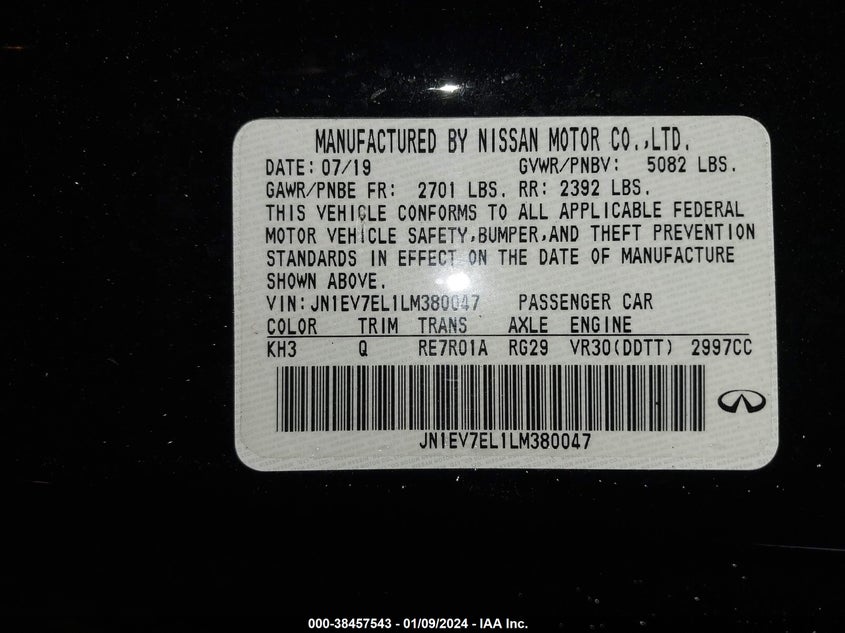 MANUFACTURED BY NISSAN MOTOR CO.,LTD.
DATE: 07/19 GVWR/PNBV: 5082 LBS.
GAWR/PNBE FR: 2701 LBS. RR: 2392 LBS.
THIS VEHICLE CONFORMS TO ALL APPLICABLE FEDERAL
MOTOR VEHICLE SAFETY,BUMPER,AND THEFT PREVENTION
STANDARDS IN EFFECT ON THE DATE OF MANUFACTURE
SHOWN ABOVE.
VIN: JN1EV7EL1LM380047 PASSENGER CAR
COLOR TRIM TRANS AXLE ENGINE
KH3 Q RE7R01A RG29 VR30(DDTT) 2997CC
JN1EV7EL1LM380047
000-38457543 - 01/09/2024 - IAA Inc.